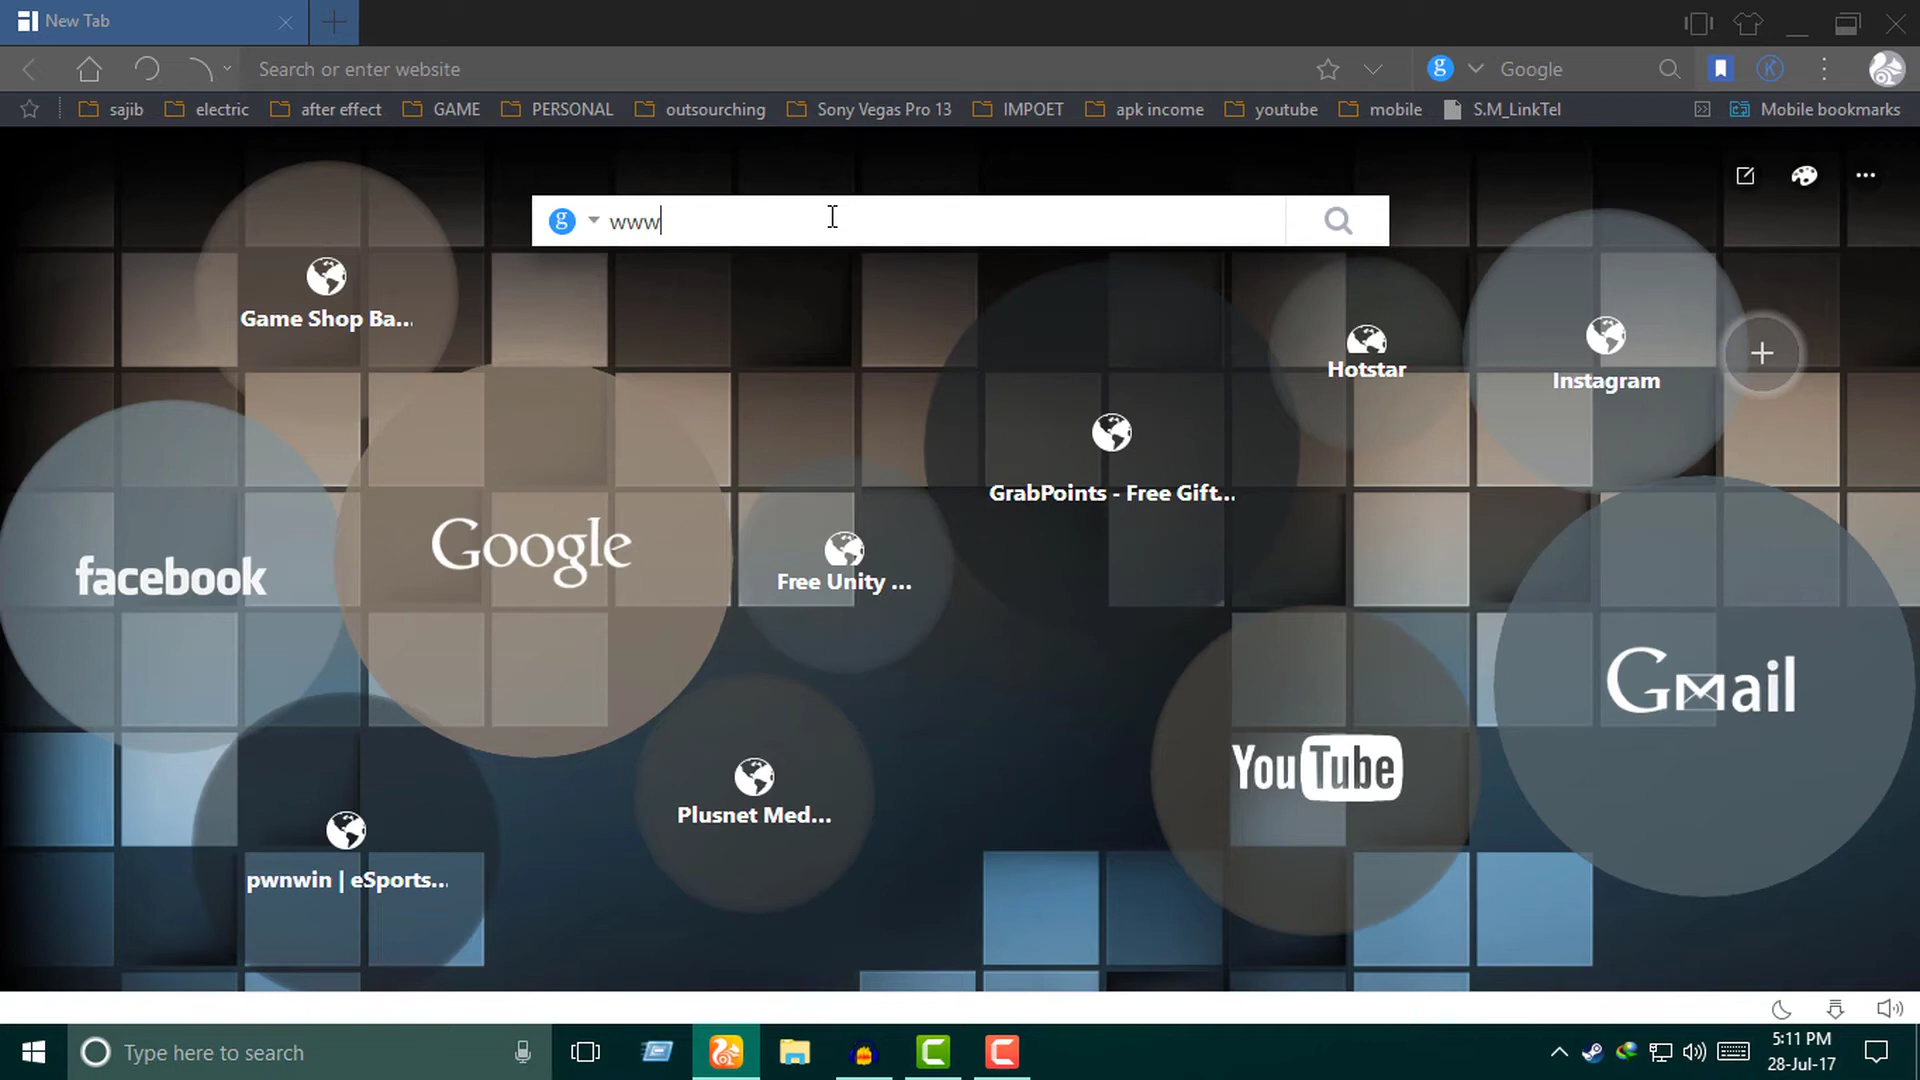 New Tab
Search or enter website
g
Google
sajib
electric
after effect
GAME
PERSONAL
outsourching
Sony Vegas Pro 13
IMPOET
apk income
youtube
mobile
S.M_LinkTel
Mobile bookmarks
g
www
Game Shop Ba...
Hotstar
Instagram
GrabPoints - Free Gift...
facebook
Google
Free Unity ...
Gmail
YouTube
Plusnet Med...
pwnwin | eSports...
Type here to search
5:11 PM
28-Jul-17